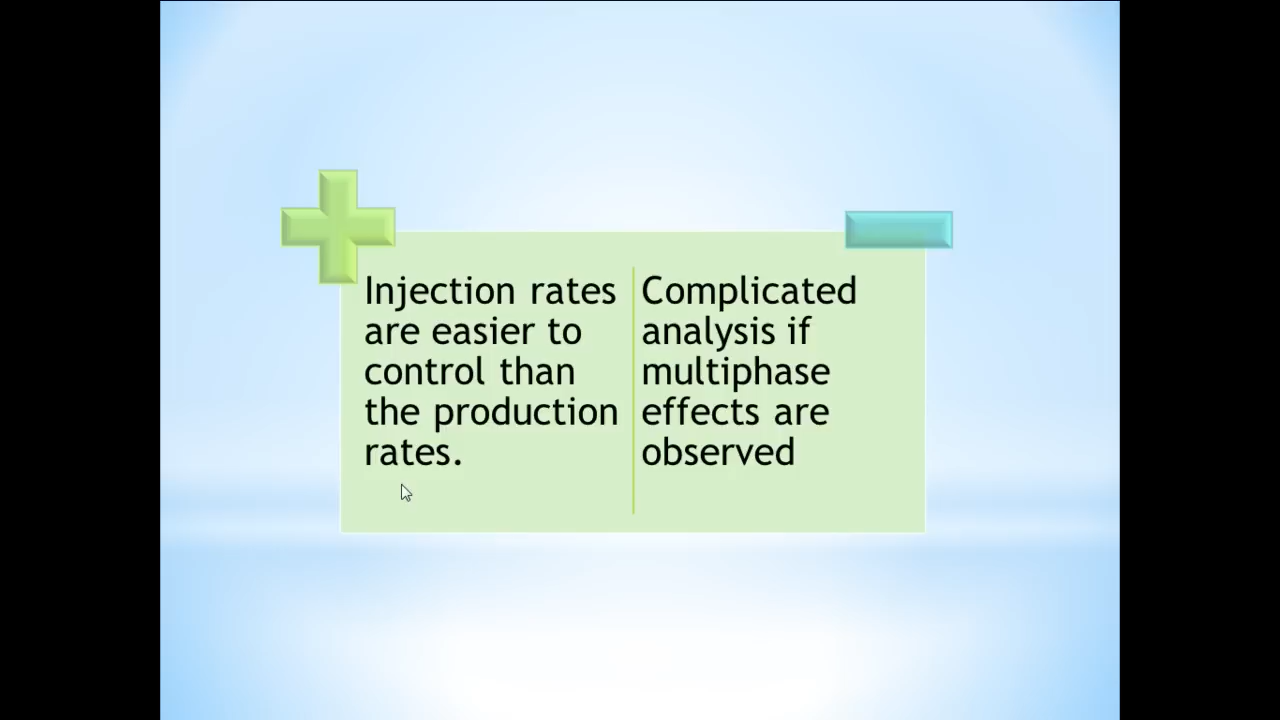 Injection rates
are easier to
control than
the production
rates.
Complicated
analysis if
multiphase
effects are
observed